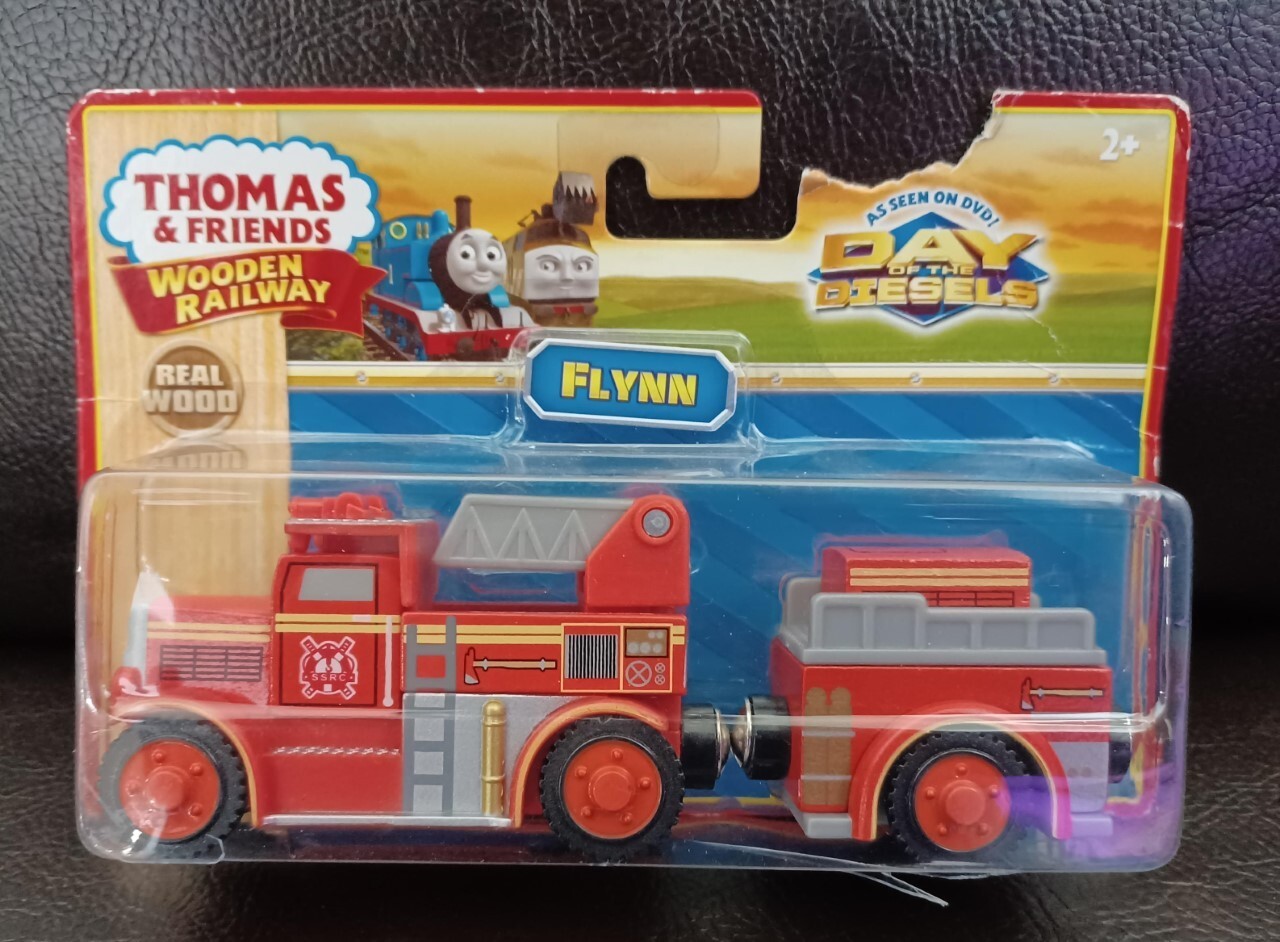 THOMAS
& FRIENDS
WOODEN
RAILWAY
REAL
WOOD
2+
AS SEEN ON DVD!
DAY
OF THE
DIESELS
FLYNN
SSRC